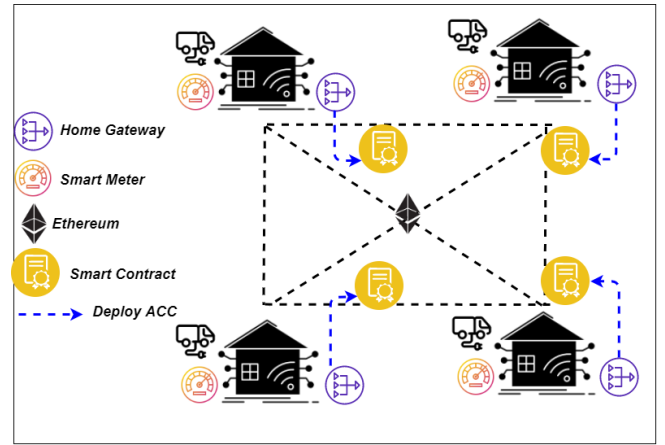 Home Gateway
Smart Meter
Ethereum
Smart Contract
Deploy ACC